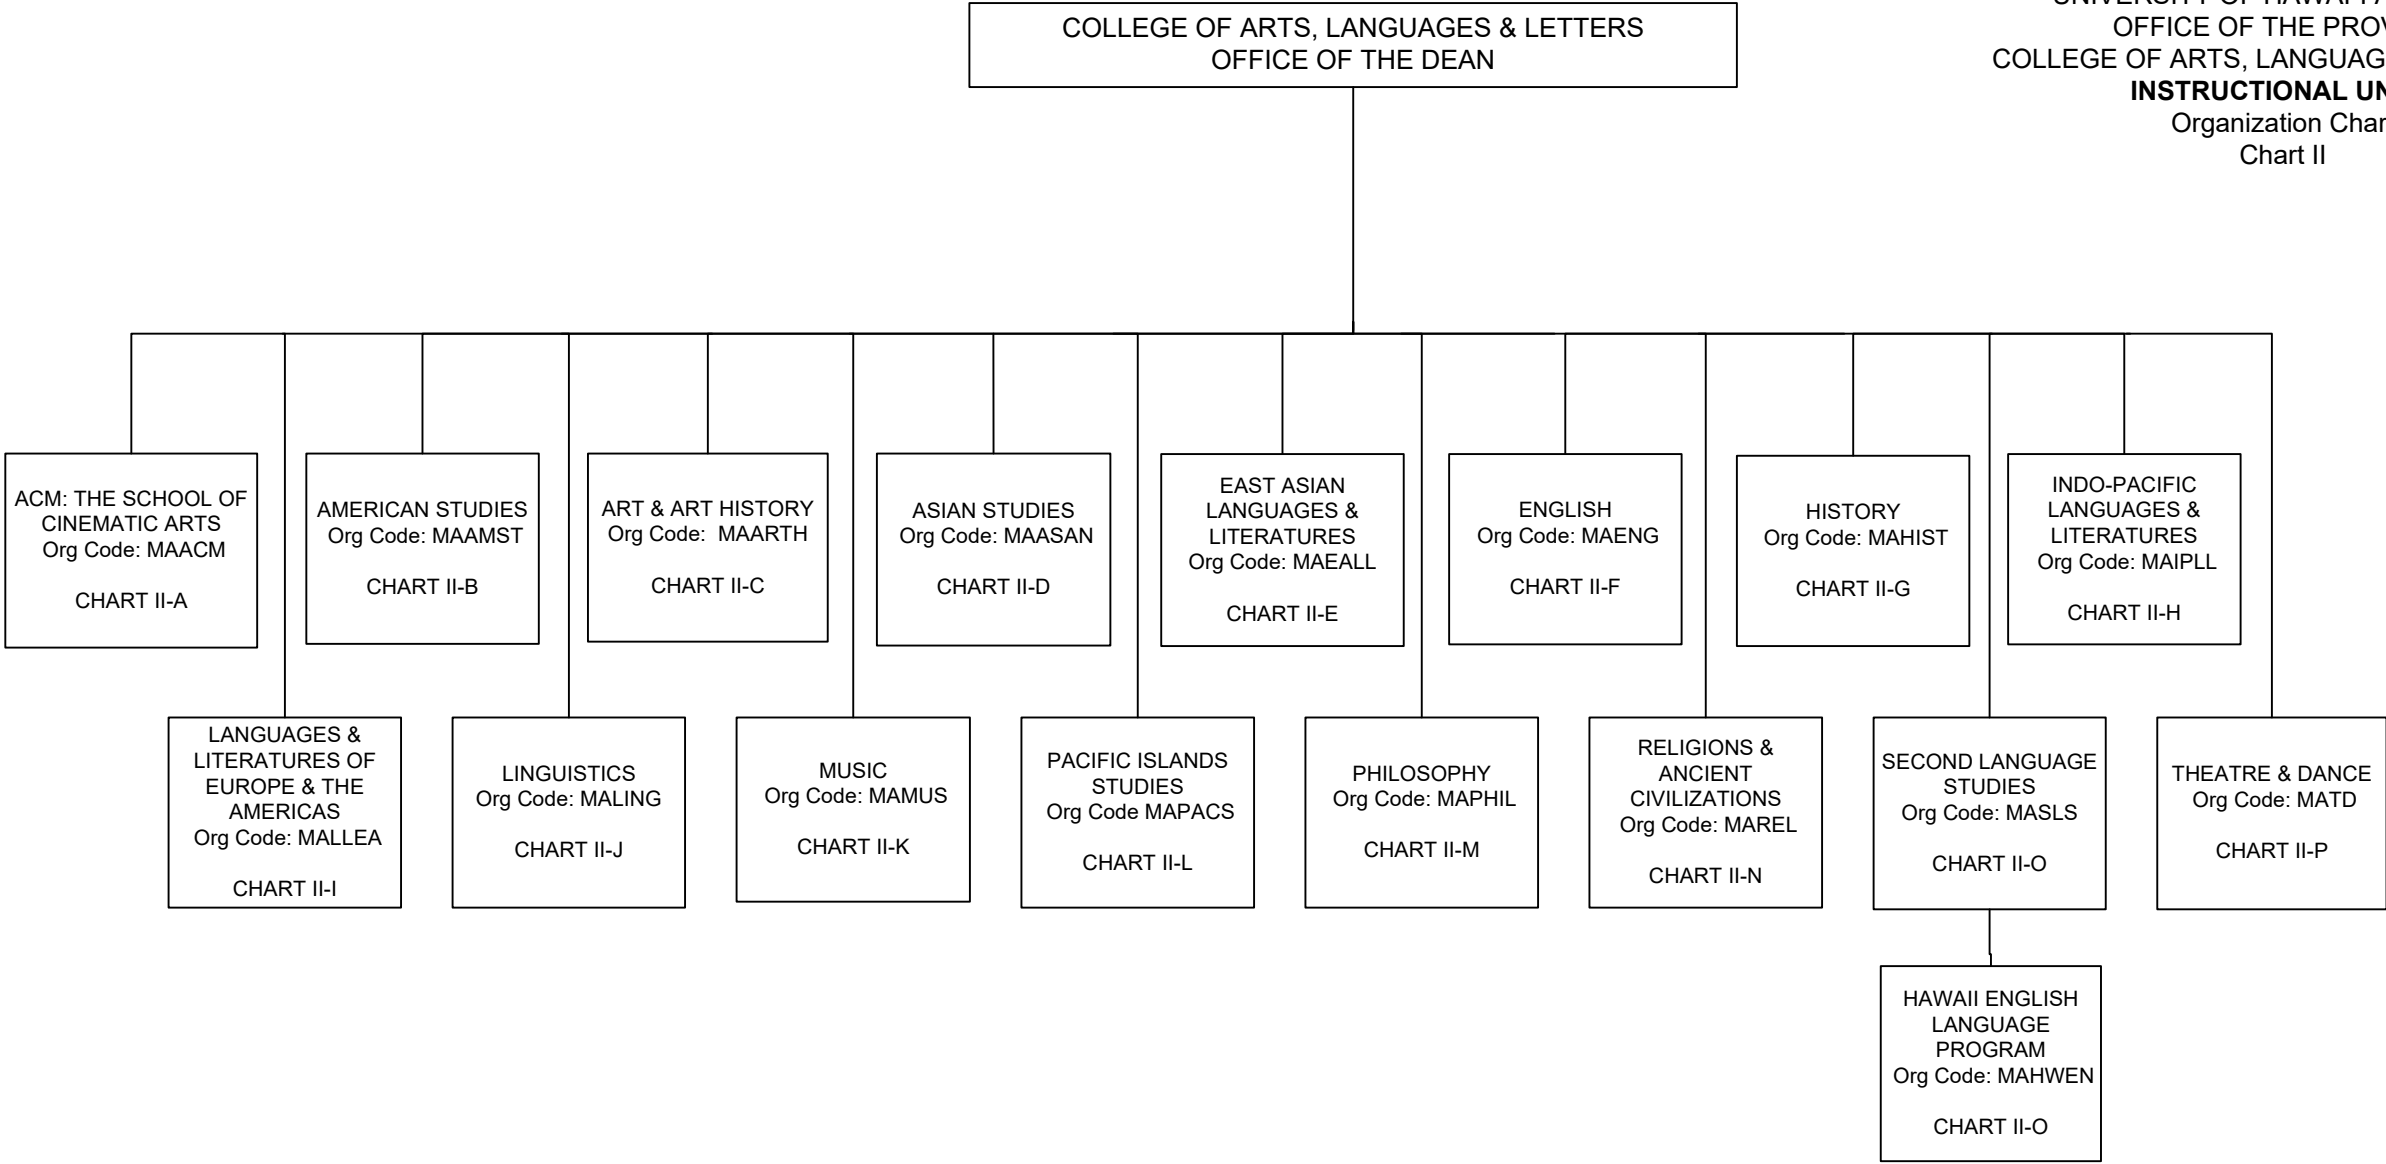 COLLEGE OF ARTS, LANGUAGES & LETTERS
OFFICE OF THE DEAN
OFFICE OF THE
COLLEGE OF ARTS,
INSTRUCTIONAL
Organization
Chart II
ACM: THE SCHOOL OF
CINEMATIC ARTS
Org Code: MAACM
CHART II-A
AMERICAN STUDIES
Org Code: MAAMST
CHART II-B
ART & ART HISTORY
Org Code: MAARTH
CHART II-C
ASIAN STUDIES
Org Code: MAASAN
CHART II-D
EAST ASIAN
LANGUAGES &
LITERATURES
Org Code: MAEALL
CHART II-E
ENGLISH
Org Code: MAENG
CHART II-F
HISTORY
Org Code: MAHIST
CHART II-G
INDO-PACIFIC
LANGUAGES &
LITERATURES
Org Code: MAIPLL
CHART II-H
LANGUAGES &
LITERATURES OF
EUROPE & THE
AMERICAS
Org Code: MALLEA
CHART II-I
LINGUISTICS
Org Code: MALING
CHART II-J
MUSIC
Org Code: MAMUS
CHART II-K
PACIFIC ISLANDS
STUDIES
Org Code MAPACS
CHART II-L
PHILOSOPHY
Org Code: MAPHIL
CHART II-M
RELIGIONS &
ANCIENT
CIVILIZATIONS
Org Code: MAREL
CHART II-N
SECOND LANGUAGE
STUDIES
Org Code: MASLS
CHART II-O
THEATRE & DANCE
Org Code: MATD
CHART II-P
HAWAII ENGLISH
LANGUAGE
PROGRAM
Org Code: MAHWEN
CHART II-O